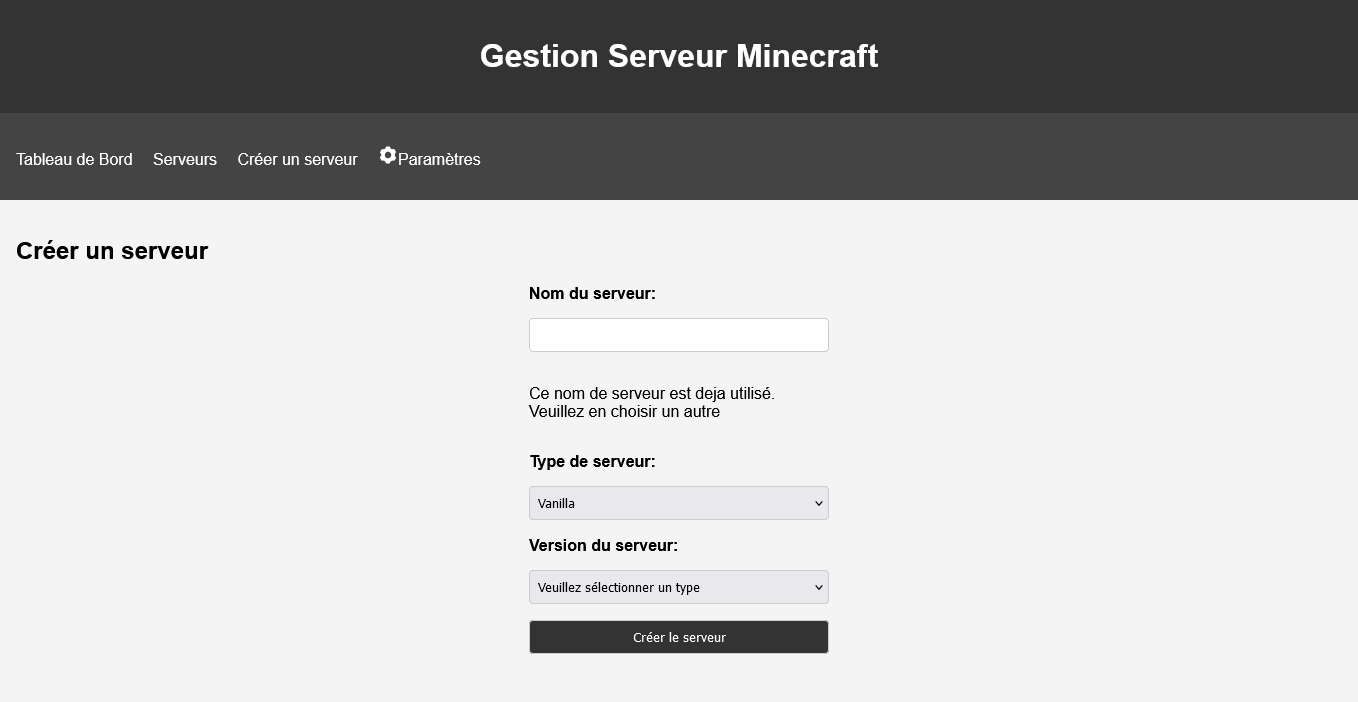 Gestion Serveur Minecraft
Tableau de Bord Serveurs Créer un serveur Paramètres
Créer un serveur
Nom du serveur:
Ce nom de serveur est deja utilisé.
Veuillez en choisir un autre
Type de serveur:
Vanilla
Version du serveur:
Veuillez sélectionner un type
Créer le serveur